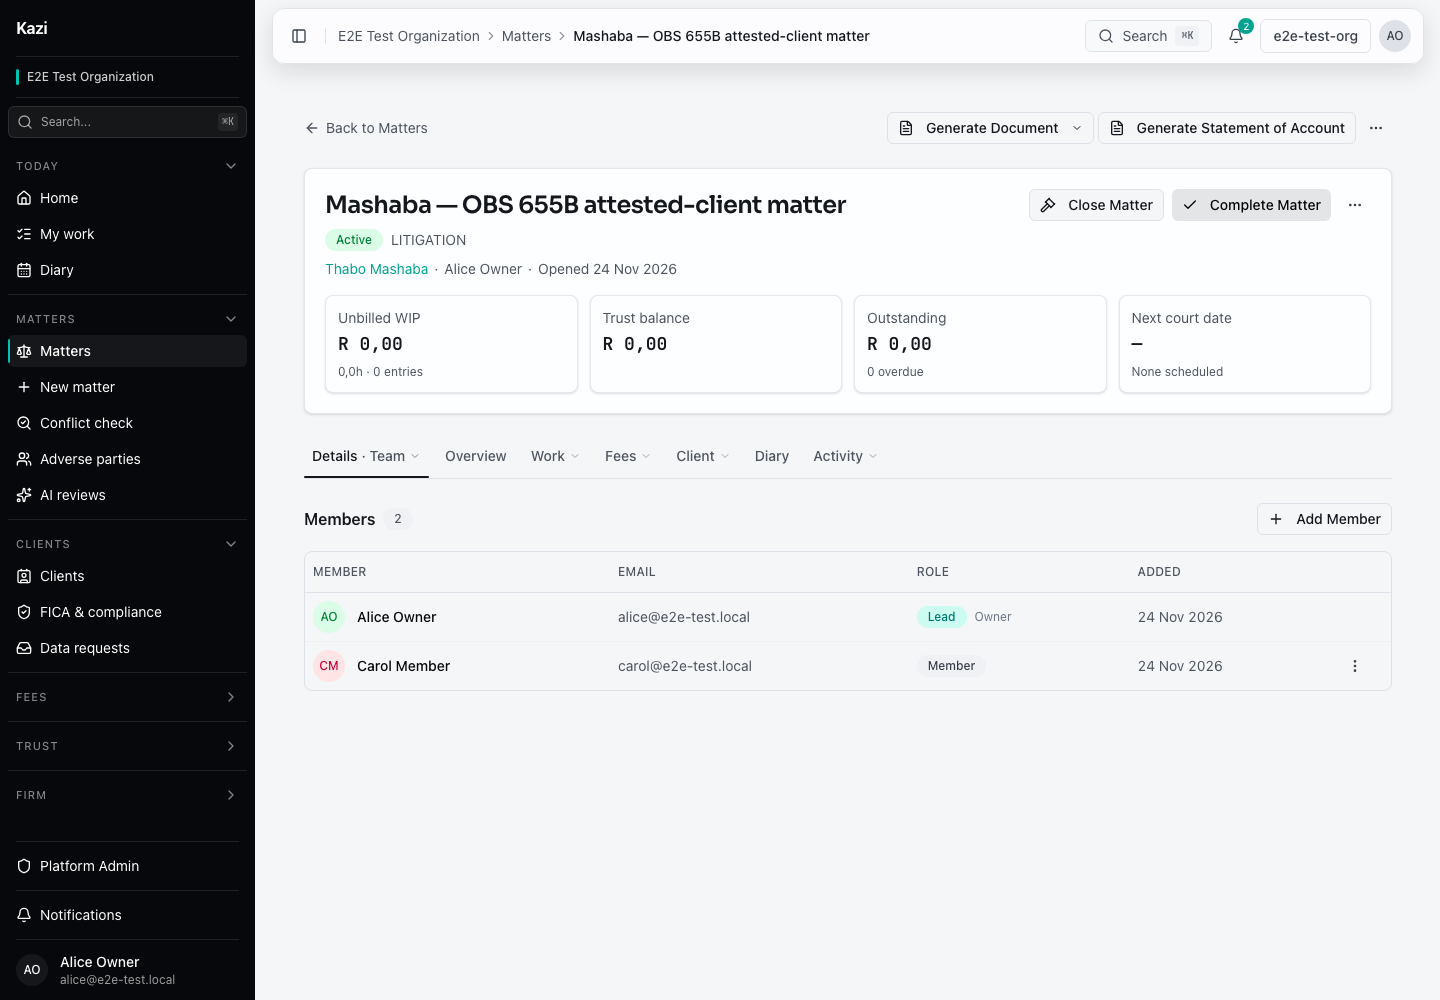 Kazi
E2E Test Organization
Search... ⌘K
TODAY
Home
My work
Diary
MATTERS
Matters
New matter
Conflict check
Adverse parties
AI reviews
CLIENTS
Clients
FICA & compliance
Data requests
FEES
TRUST
FIRM
Platform Admin
Notifications
AO
Alice Owner
alice@e2e-test.local
E2E Test Organization > Matters > Mashaba — OBS 655B attested-client matter
Search ⌘K
2
e2e-test-org
AO
Back to Matters
Generate Document
Generate Statement of Account
Mashaba — OBS 655B attested-client matter
Close Matter
Complete Matter
Active LITIGATION
Thabo Mashaba · Alice Owner · Opened 24 Nov 2026
Unbilled WIP
R 0,00
0,0h · 0 entries
Trust balance
R 0,00
Outstanding
R 0,00
0 overdue
Next court date
—
None scheduled
Details · Team Overview Work Fees Client Diary Activity
Members 2
Add Member
MEMBER EMAIL ROLE ADDED
AO Alice Owner alice@e2e-test.local Lead Owner 24 Nov 2026
CM Carol Member carol@e2e-test.local Member 24 Nov 2026